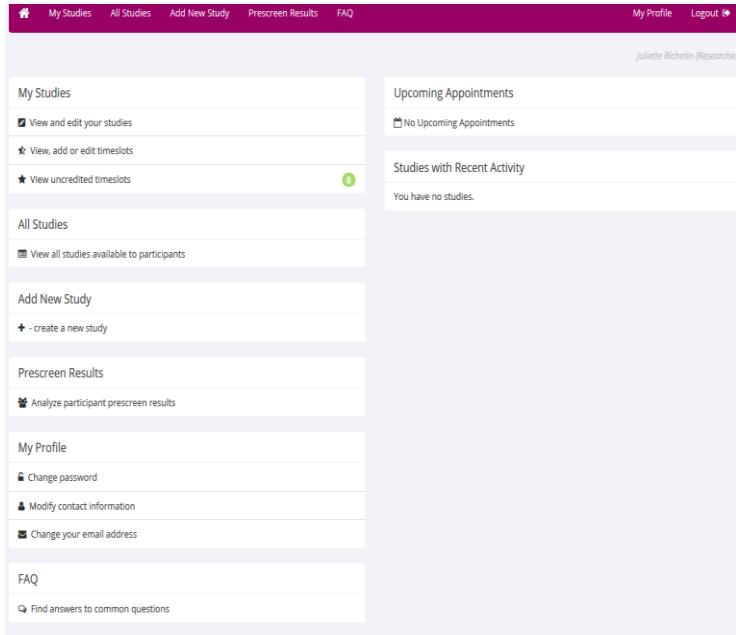 My Studies All Studies Add New Study Prescreen Results FAQ My Profile Logout
Juliette Richetin (Researcher
My Studies
View and edit your studies
View, add or edit timeslots
View uncredited timeslots 0
All Studies
View all studies available to participants
Add New Study
- create a new study
Prescreen Results
Analyze participant prescreen results
My Profile
Change password
Modify contact information
Change your email address
FAQ
Find answers to common questions
Upcoming Appointments
No Upcoming Appointments
Studies with Recent Activity
You have no studies.